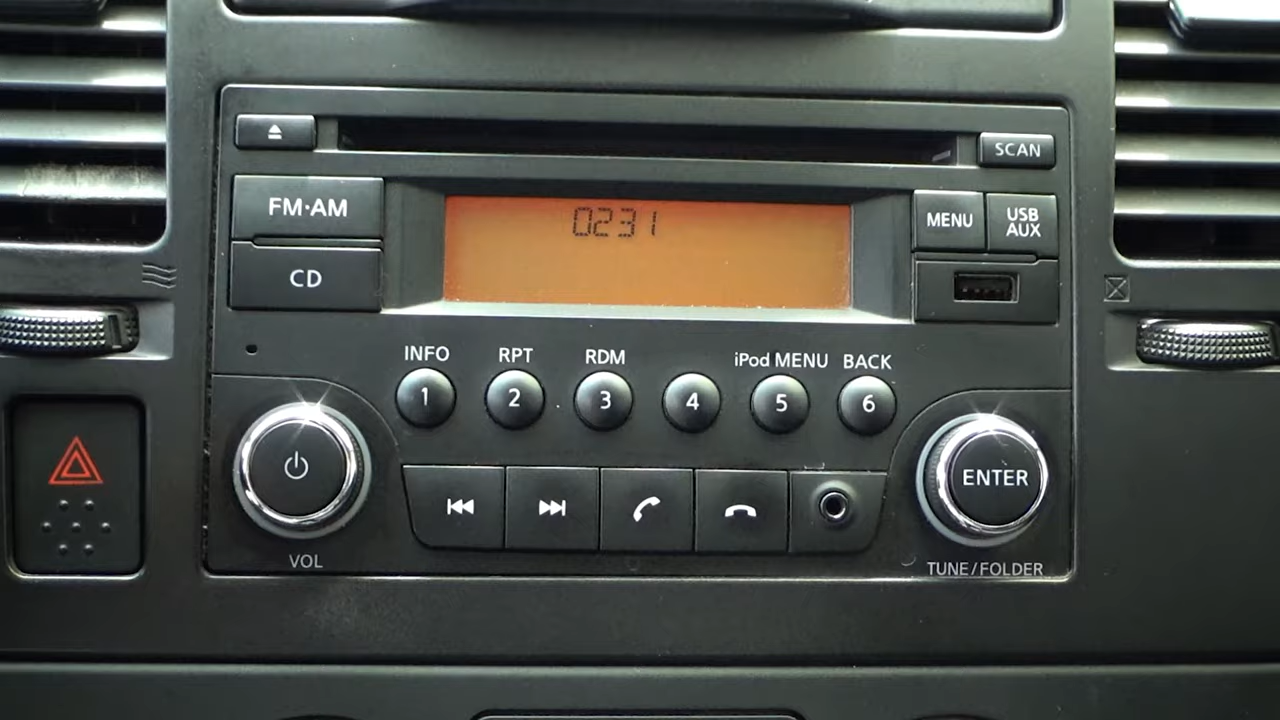 SCAN
FM·AM
0231
MENU
USB
AUX
CD
INFO
RPT
RDM
iPod MENU
BACK
1
2
3
4
5
6
ENTER
VOL
TUNE/FOLDER